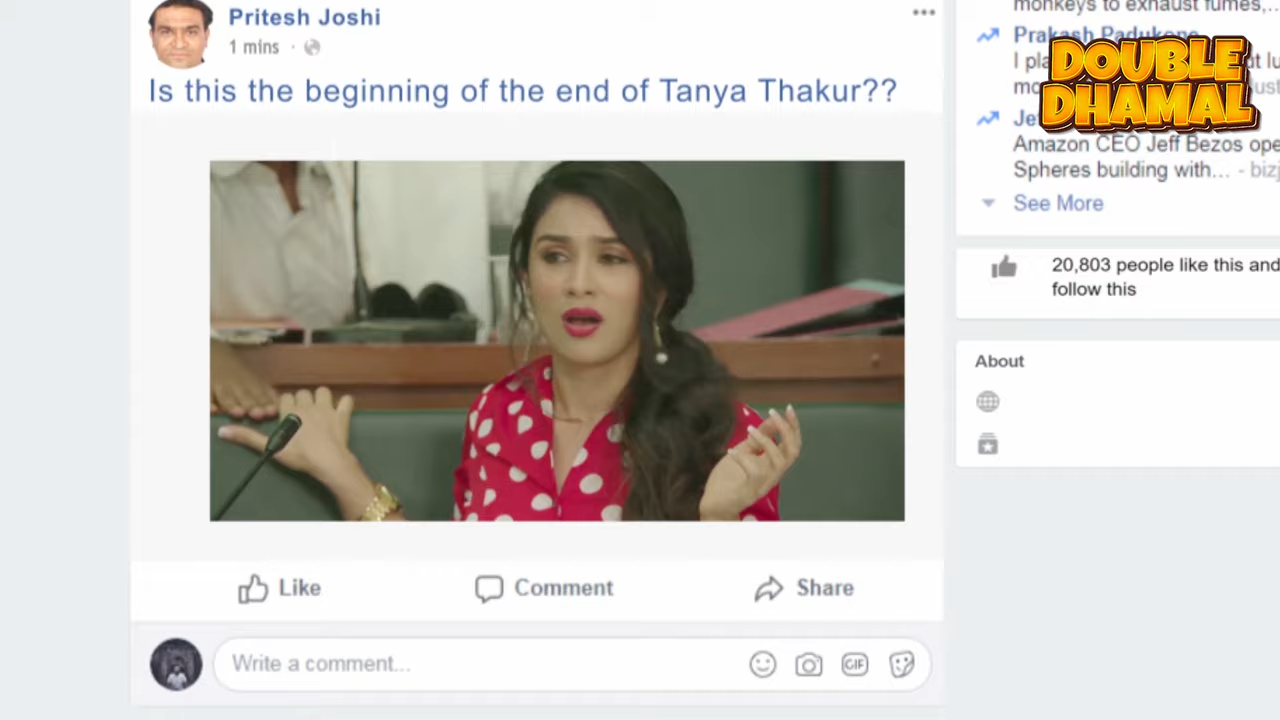 Pritesh Joshi
1 mins
Is this the beginning of the end of Tanya Thakur??
Like
Comment
Share
Write a comment...
GIF
monkeys to exhaust fumes,...
Prakash Padukone
I pla
Amazon CEO Jeff Bezos ope
Spheres building with... - bizj
See More
20,803 people like this and
follow this
About
DOUBLE
DHAMAL